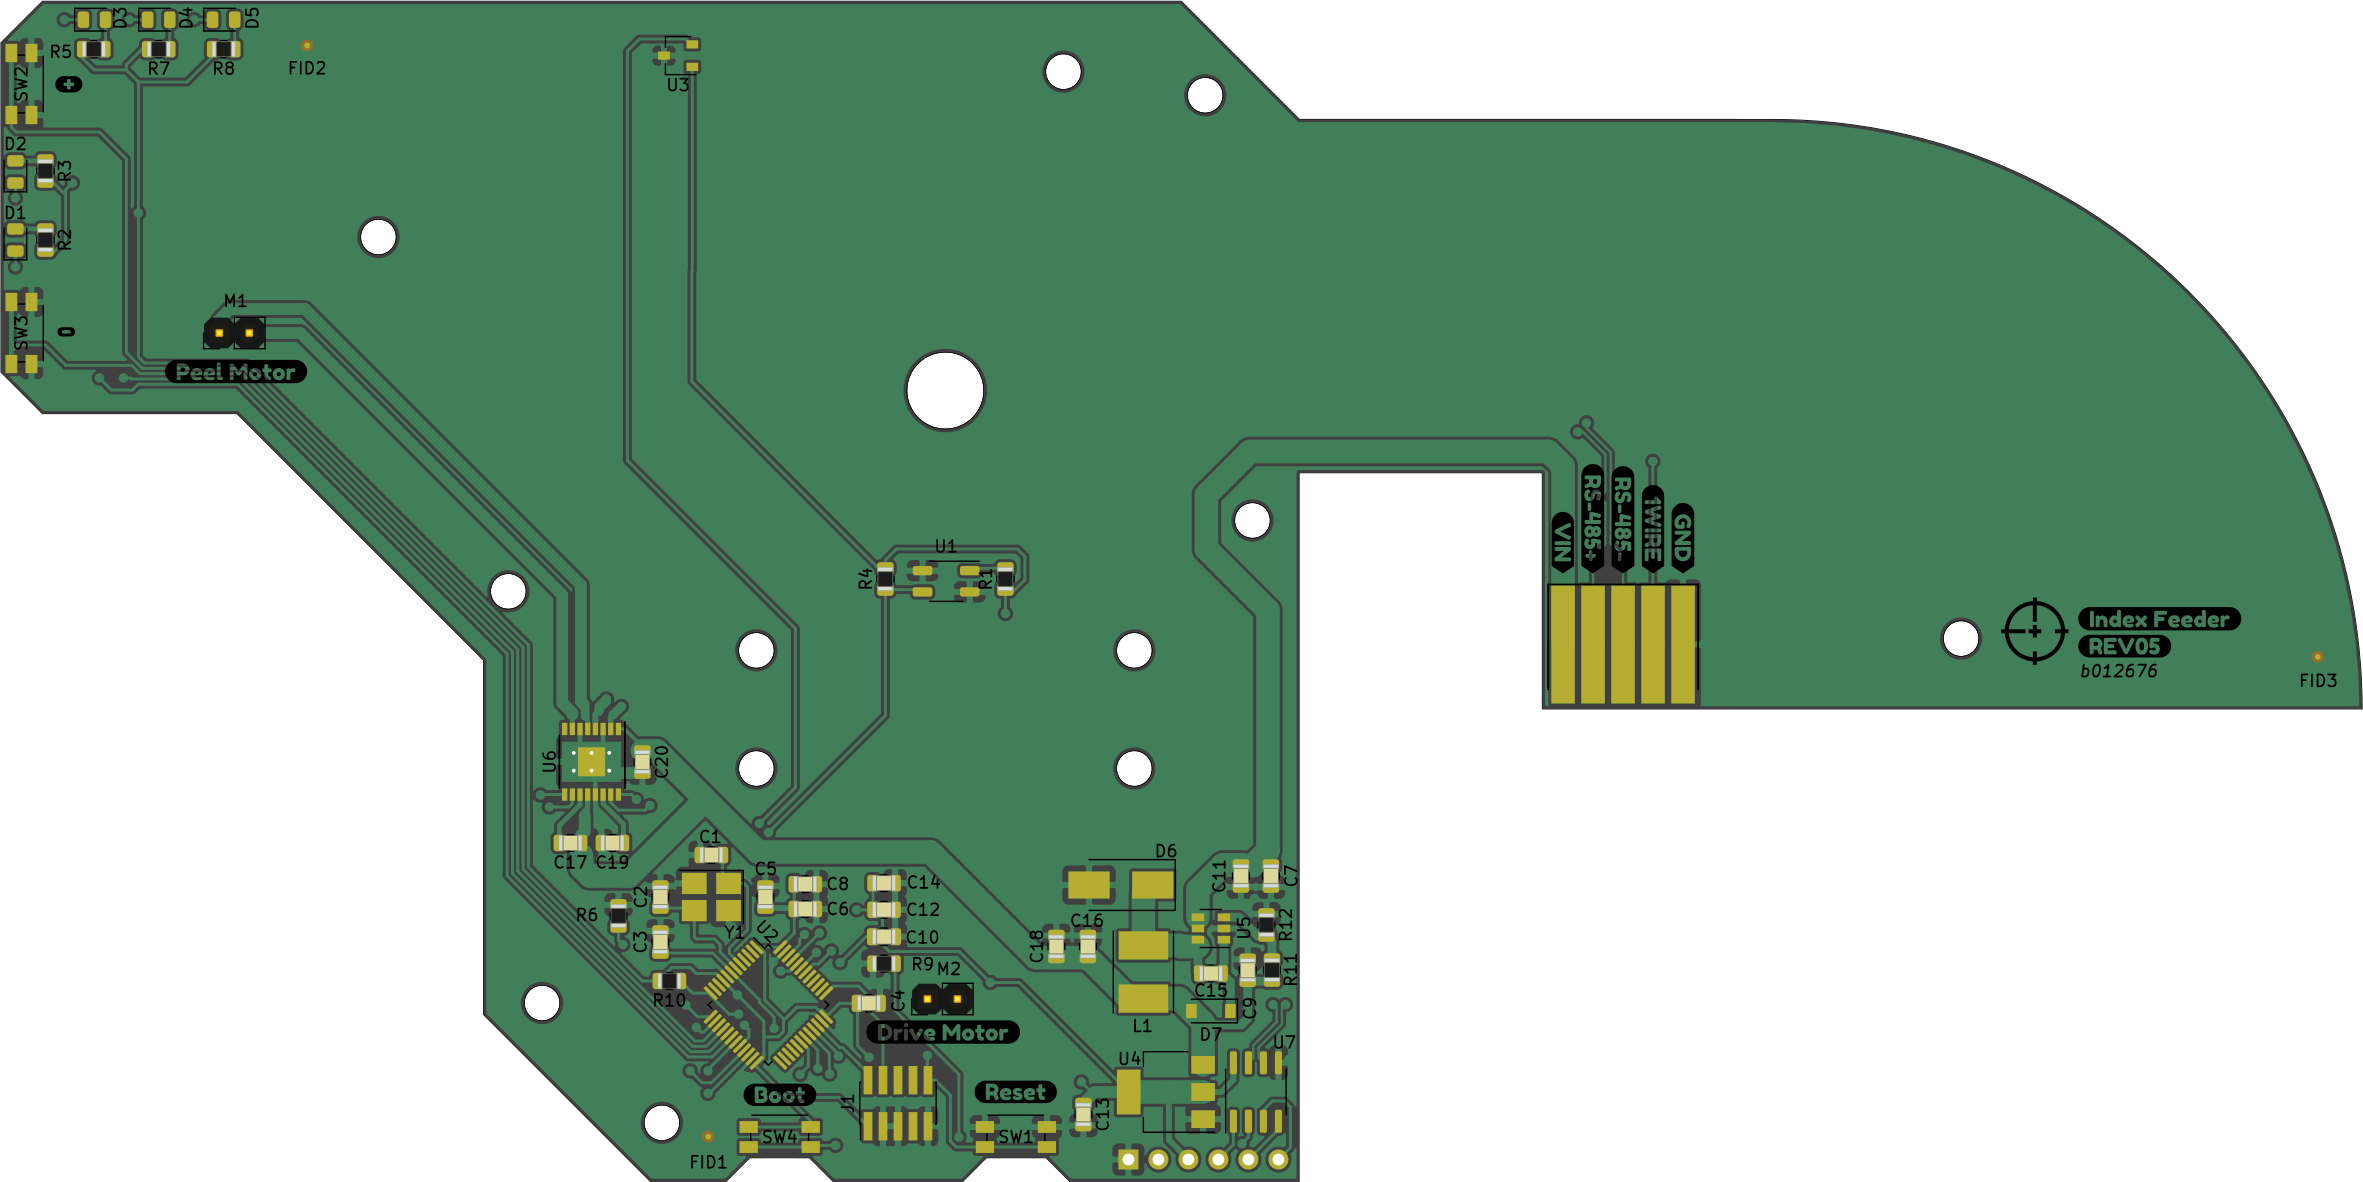 D3
D4
D5
R5
R7
R8
FID2
U3
SW2
+
D2
R3
D1
R2
M1
SW3
0
Peel Motor
RS-485+
RS-485-
1WIRE
GND
VIN
U1
R4
R1
Index Feeder
REV05
b012676
FID3
U6
C20
C17
C19
C1
D6
C5
C8
C14
C11
C7
C2
R6
C6
C12
C16
C3
Y1
U2
C10
C18
U5
R12
R9
M2
R10
C4
C15
R11
C9
Drive Motor
L1
D7
U7
U4
Boot
Reset
J1
C13
SW4
SW1
FID1